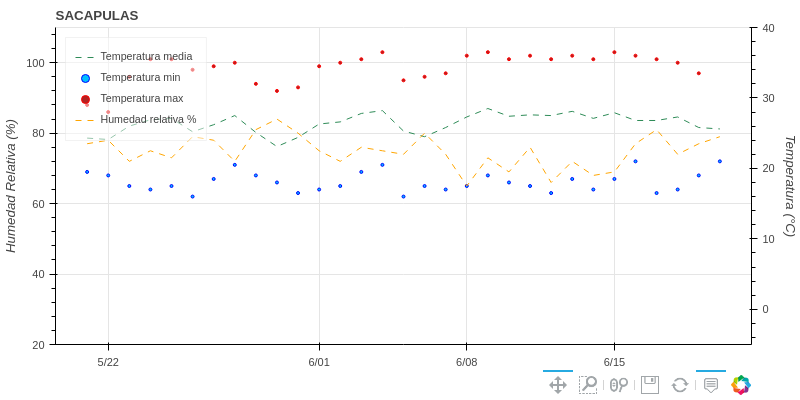 SACAPULAS
Temperatura media
Temperatura min
Temperatura max
Humedad relativa %
Humedad Relativa (%)
100
80
60
40
20
Temperatura (°C)
40
30
20
10
0
5/22
6/01
6/08
6/15